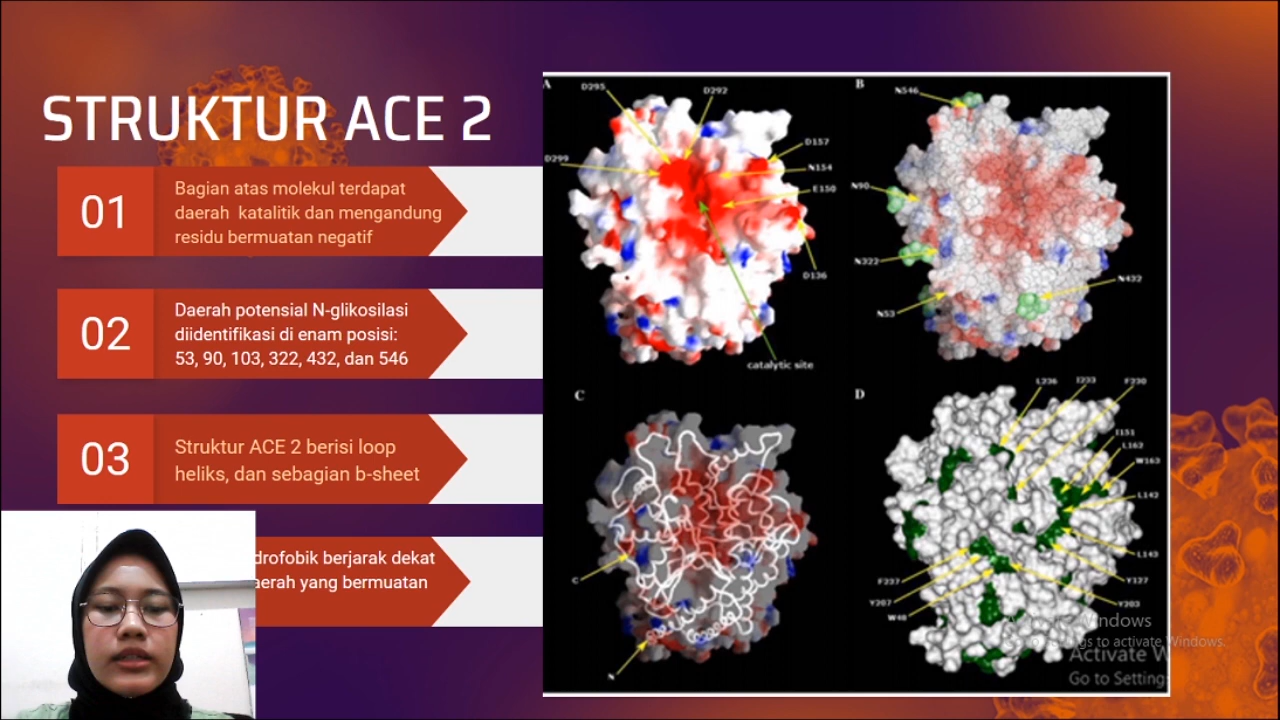 STRUKTUR ACE 2
01
Bagian atas molekul terdapat
daerah katalitik dan mengandung
residu bermuatan negatif
02
Daerah potensial N-glikosilasi
diidentifikasi di enam posisi:
53, 90, 103, 322, 432, dan 546
03
Struktur ACE 2 berisi loop
heliks, dan sebagian b-sheet
drofobik berjarak dekat
aerah yang bermuatan
A
D295
D292
D299
D157
N154
E150
D136
catalytic site
B
N546
N90
N322
N53
N432
C
C
N
D
L236
I233
F230
I151
L162
W163
L142
L143
Y127
Y203
F237
Y207
W48
Windows
gs to activate Windows.
Activate W
Go to Setting